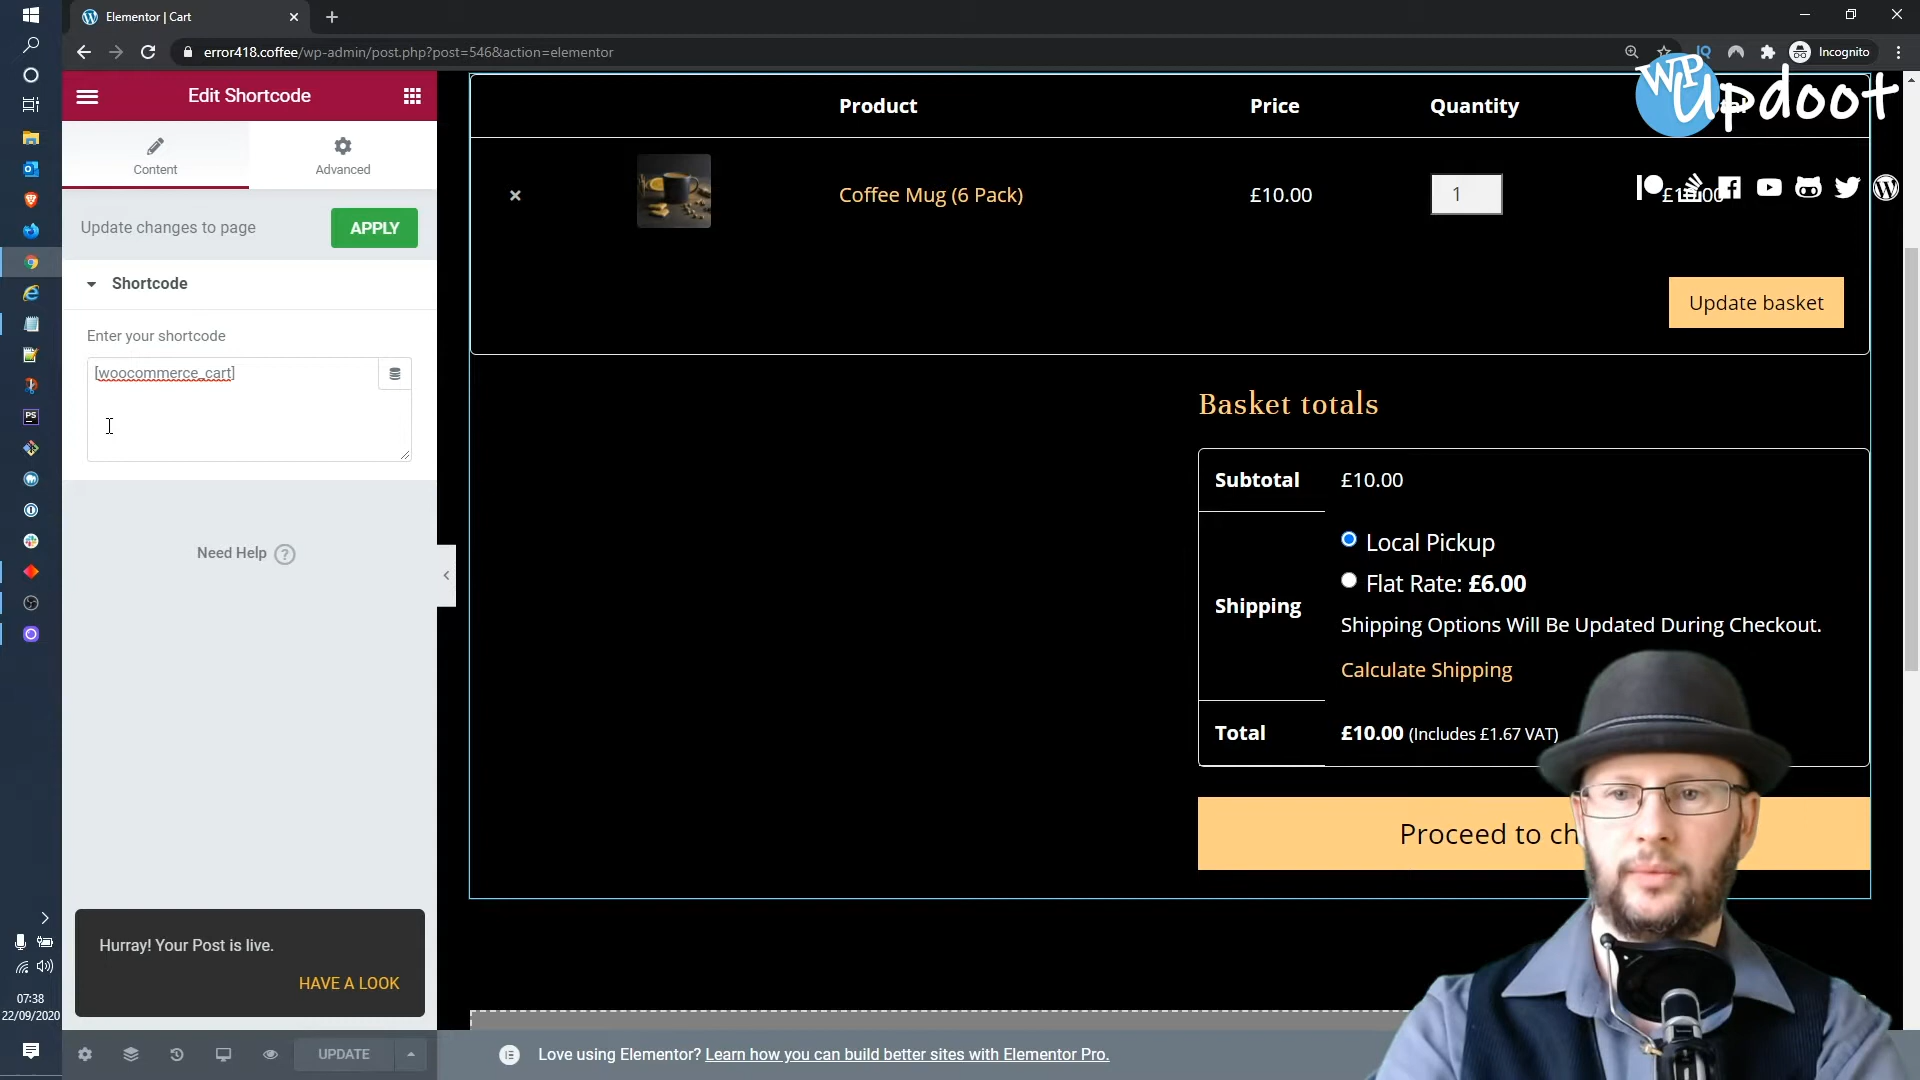 Elementor | Cart
error418.coffee/wp-admin/post.php?post=546&action=elementor
Incognito
WP Updoot
Edit Shortcode
Content
Advanced
Update changes to page
APPLY
Shortcode
Enter your shortcode
[woocommerce_cart]
Need Help
Hurray! Your Post is live.
HAVE A LOOK
UPDATE
Product Price Quantity
× Coffee Mug (6 Pack) £10.00 1 £10.00
Update basket
Basket totals
Subtotal £10.00
Shipping
Local Pickup
Flat Rate: £6.00
Shipping Options Will Be Updated During Checkout.
Calculate Shipping
Total £10.00 (Includes £1.67 VAT)
Proceed to ch
Love using Elementor? Learn how you can build better sites with Elementor Pro.
PS
07:38
22/09/2020